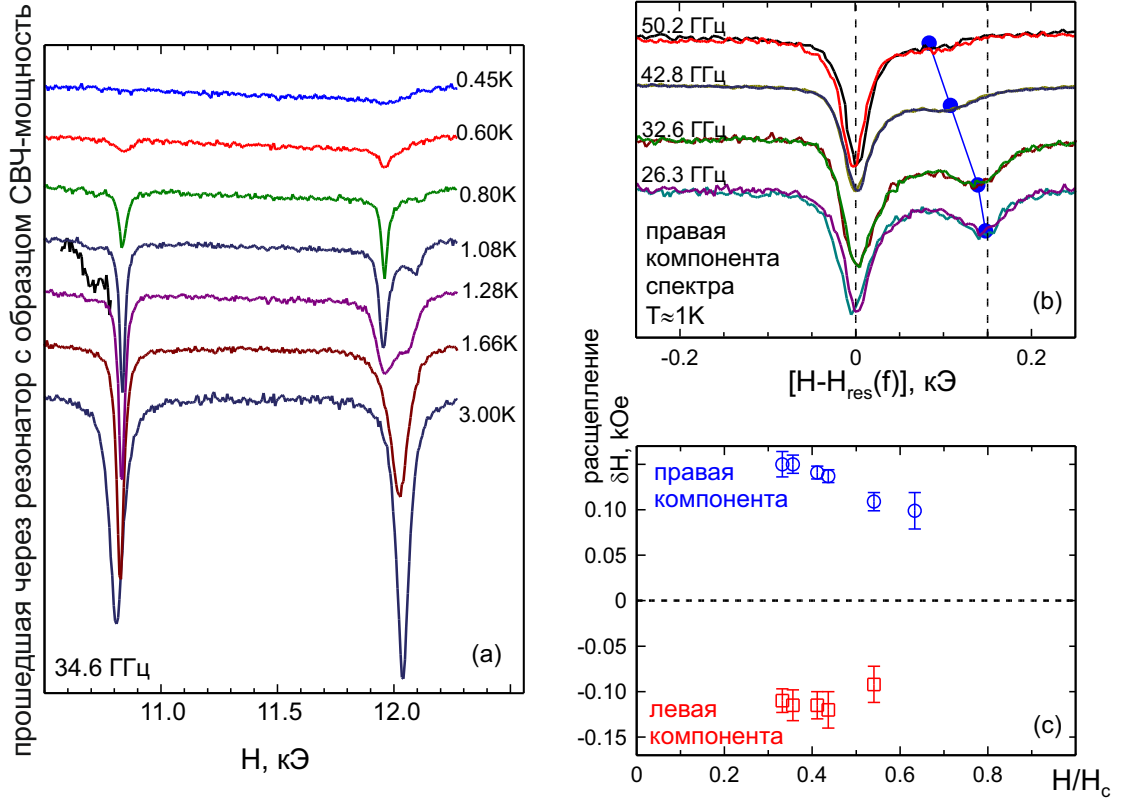 прошедшая через резонатор с образцом СВЧ-мощность
0.45K
0.60K
0.80K
1.08K
1.28K
1.66K
3.00K
34.6 ГГц
(a)
11.0
11.5
12.0
H, кЭ
50.2 ГГц
42.8 ГГц
32.6 ГГц
26.3 ГГц
правая
компонента
спектра
T≈1K
(b)
-0.2
0
0.2
[H-Hres(f)], кЭ
расщепление
δH, kOe
правая
компонента
0.10
0.05
0
-0.05
-0.10
-0.15
левая
компонента
(c)
0
0.2
0.4
0.6
0.8
H/Hc